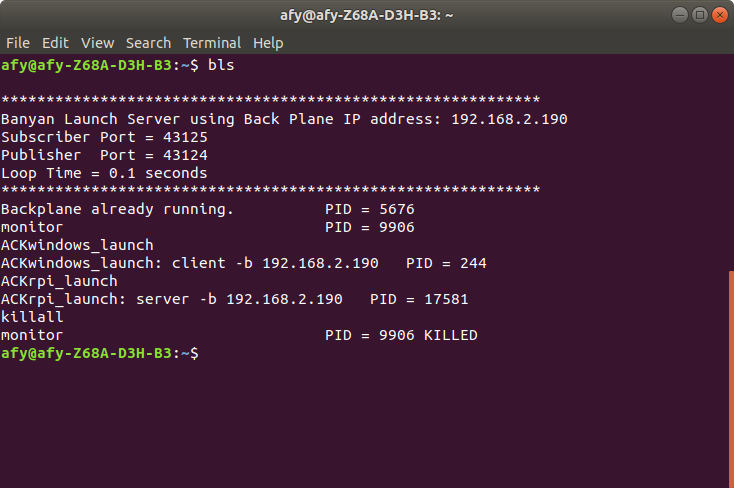 afy@afy-Z68A-D3H-B3: ~
File Edit View Search Terminal Help
afy@afy-Z68A-D3H-B3:~$ bls
************************************************************
Banyan Launch Server using Back Plane IP address: 192.168.2.190
Subscriber Port = 43125
Publisher  Port = 43124
Loop Time = 0.1 seconds
************************************************************
Backplane already running.          PID = 5676
monitor                             PID = 9906
ACKwindows_launch
ACKwindows_launch: client -b 192.168.2.190   PID = 244
ACKrpi_launch
ACKrpi_launch: server -b 192.168.2.190   PID = 17581
killall
monitor                             PID = 9906 KILLED
afy@afy-Z68A-D3H-B3:~$